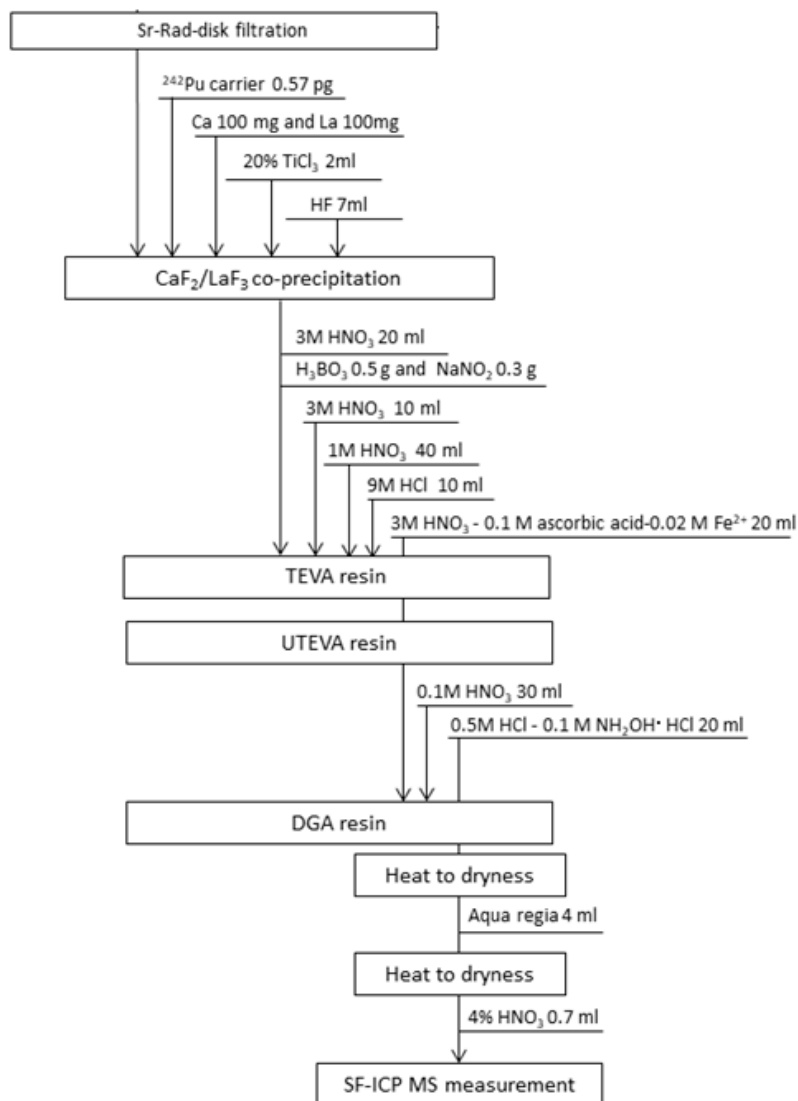 Sr-Rad-disk filtration
²⁴²Pu carrier 0.57 pg
Ca 100 mg and La 100mg
20% TiCl₃ 2ml
HF 7ml
CaF₂/LaF₃ co-precipitation
3M HNO₃ 20 ml
H₃BO₃ 0.5 g and NaNO₂ 0.3 g
3M HNO₃ 10 ml
1M HNO₃ 40 ml
9M HCl 10 ml
3M HNO₃ - 0.1 M ascorbic acid-0.02 M Fe²⁺ 20 ml
TEVA resin
UTEVA resin
0.1M HNO₃ 30 ml
0.5M HCl - 0.1 M NH₂OH· HCl 20 ml
DGA resin
Heat to dryness
Aqua regia 4 ml
Heat to dryness
4% HNO₃ 0.7 ml
SF-ICP MS measurement